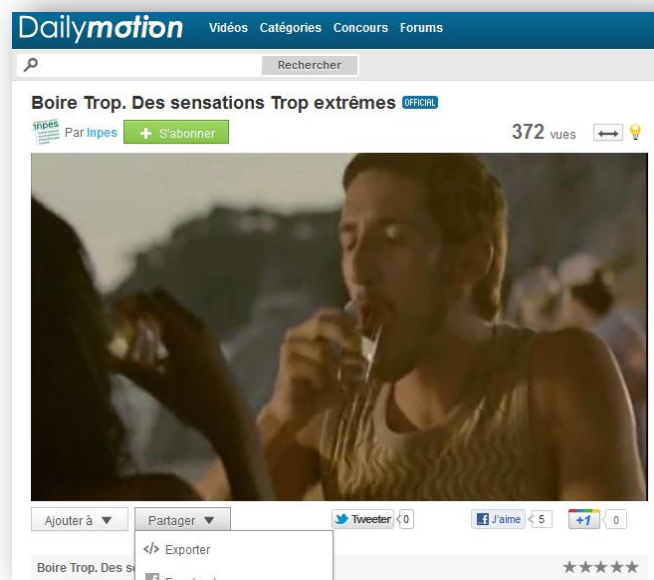 Dailymotion Vidéos Catégories Concours Forums
Rechercher
Boire Trop. Des sensations Trop extrêmes OFFICIAL
inpes Par Inpes + S'abonner 372 vues
Ajouter à Partager Tweeter 0 J'aime 5 +1 0
Exporter
Boire Trop. Des